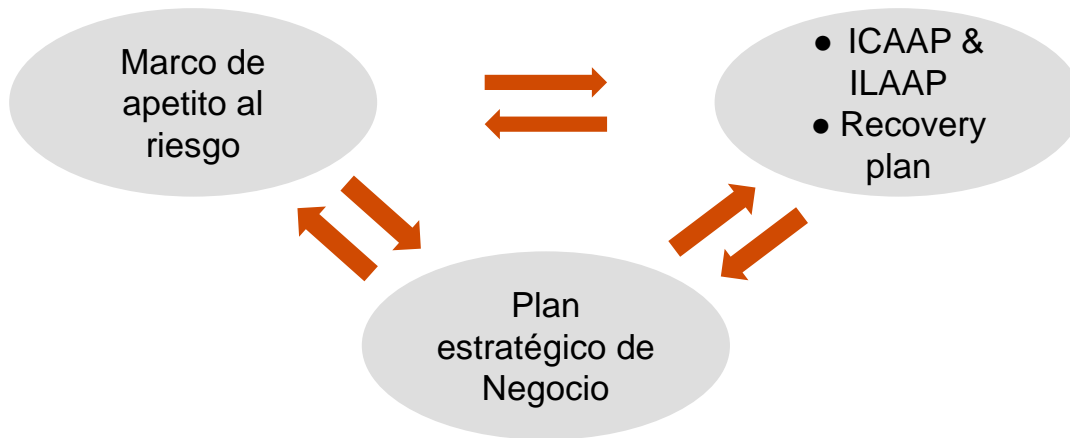 Marco de
apetito al
riesgo
● ICAAP &
ILAAP
● Recovery
plan
Plan
estratégico de
Negocio